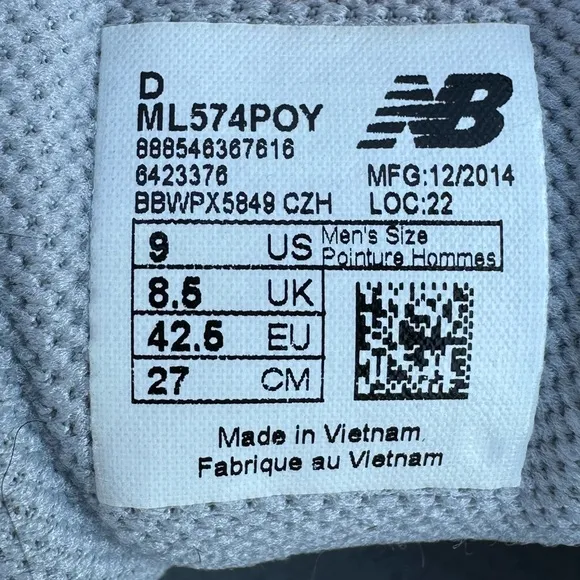 D
NB
ML574POY
888546367616
6423376
MFG:12/2014
BBWPX5849 CZH
LOC:22
9 US Men's Size
Pointure Hommes
8.5 UK
42.5 EU
27 CM
Made in Vietnam
Fabrique au Vietnam